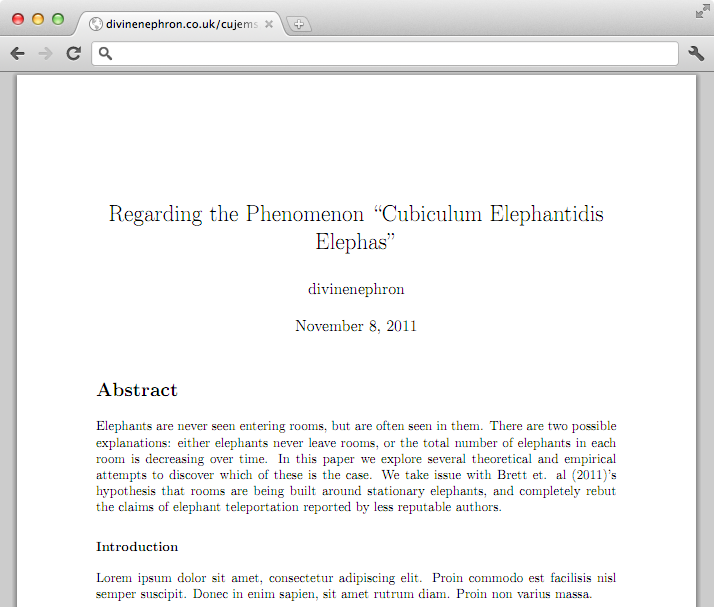 divinenephron.co.uk/cujems
Regarding the Phenomenon “Cubiculum Elephantidis
Elephas”
divinenephron
November 8, 2011
Abstract
Elephants are never seen entering rooms, but are often seen in them. There are two possible
explanations: either elephants never leave rooms, or the total number of elephants in each
room is decreasing over time. In this paper we explore several theoretical and empirical
attempts to discover which of these is the case. We take issue with Brett et. al (2011)’s
hypothesis that rooms are being built around stationary elephants, and completely rebut
the claims of elephant teleportation reported by less reputable authors.
Introduction
Lorem ipsum dolor sit amet, consectetur adipiscing elit. Proin commodo est facilisis nisl
semper suscipit. Donec in enim sapien, sit amet rutrum diam. Proin non varius massa.